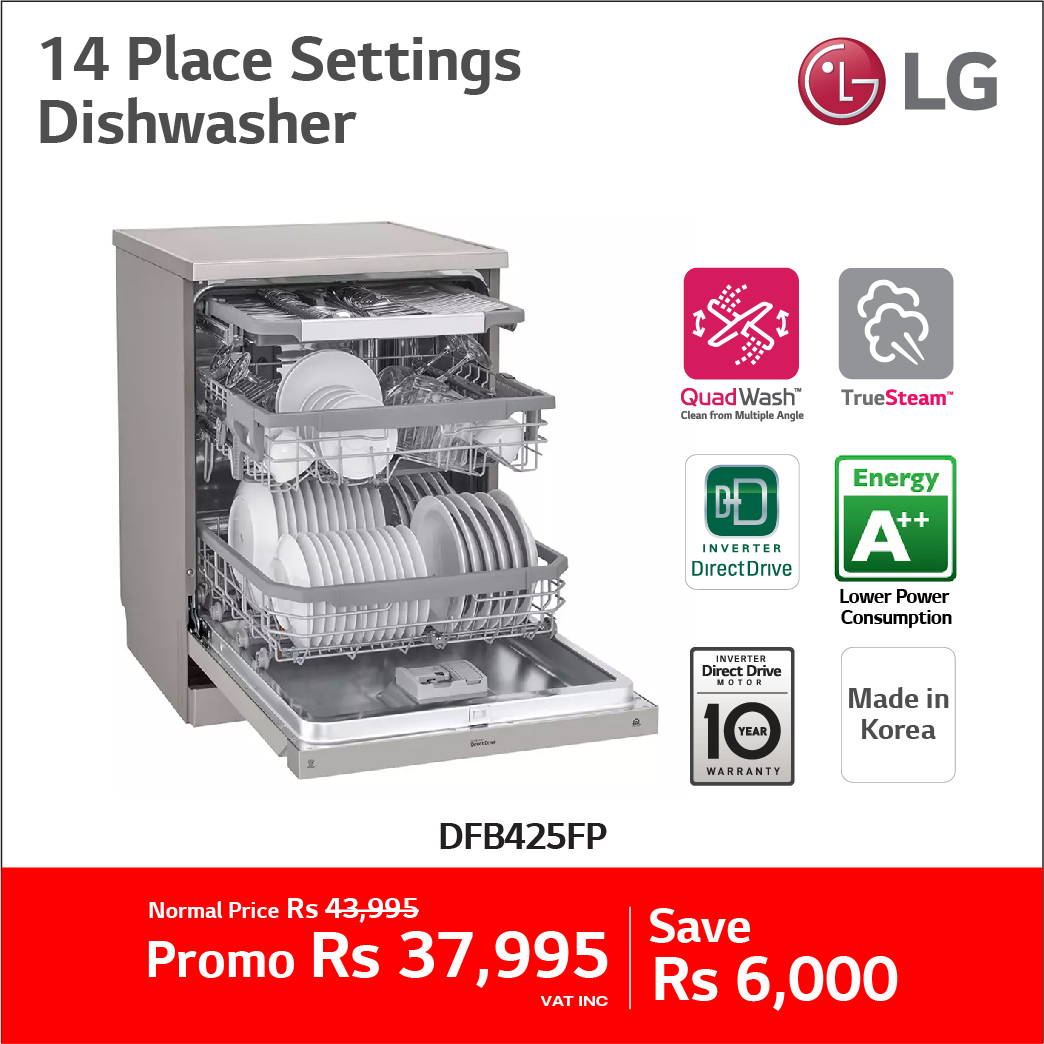 14 Place Settings
Dishwasher
LG
QuadWash™
Clean from Multiple Angle
TrueSteam™
DD
INVERTER
DirectDrive
Energy
A++
Lower Power
Consumption
INVERTER
Direct Drive
MOTOR
10 YEAR
WARRANTY
Made in
Korea
DirectDrive
DFB425FP
Normal Price Rs 43,995
Promo Rs 37,995
VAT INC
Save
Rs 6,000